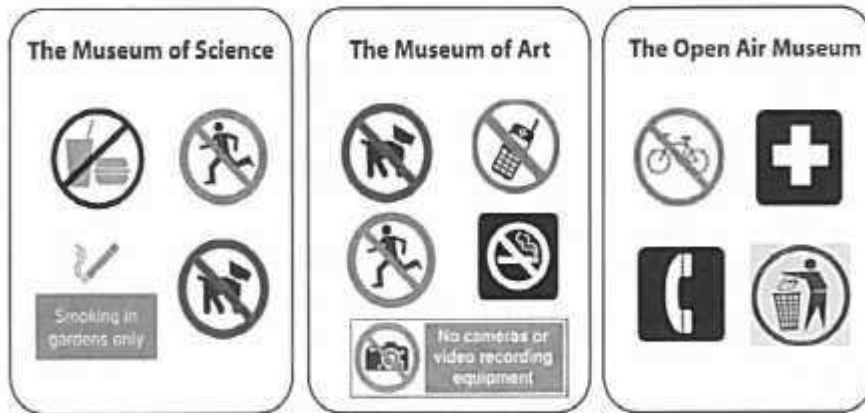 The Museum of Science
Smoking in
gardens only
The Museum of Art
No cameras or
video recording
equipment
The Open Air Museum